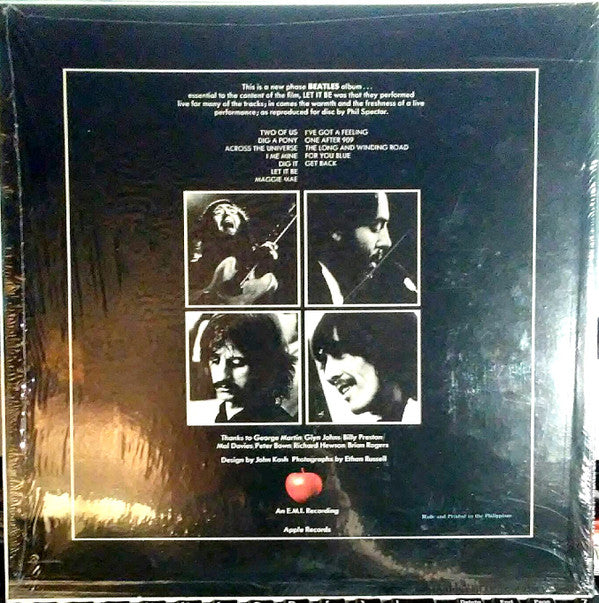 This is a new phase BEATLES album . . .
essential to the content of the film, LET IT BE was that they performed
live for many of the tracks; in comes the warmth and the freshness of a live
performance; as reproduced for disc by Phil Spector.
TWO OF US I'VE GOT A FEELING
DIG A PONY ONE AFTER 909
ACROSS THE UNIVERSE THE LONG AND WINDING ROAD
I ME MINE FOR YOU BLUE
DIG IT GET BACK
LET IT BE
MAGGIE MAE
Thanks to George Martin/Glyn Johns/Billy Preston/
Mal Davies/Peter Bown/Richard Hewson/Brian Rogers
Design by John Kosh Photographs by Ethan Russell
An E.M.I. Recording
Made and Printed in the Philippines
Apple Records